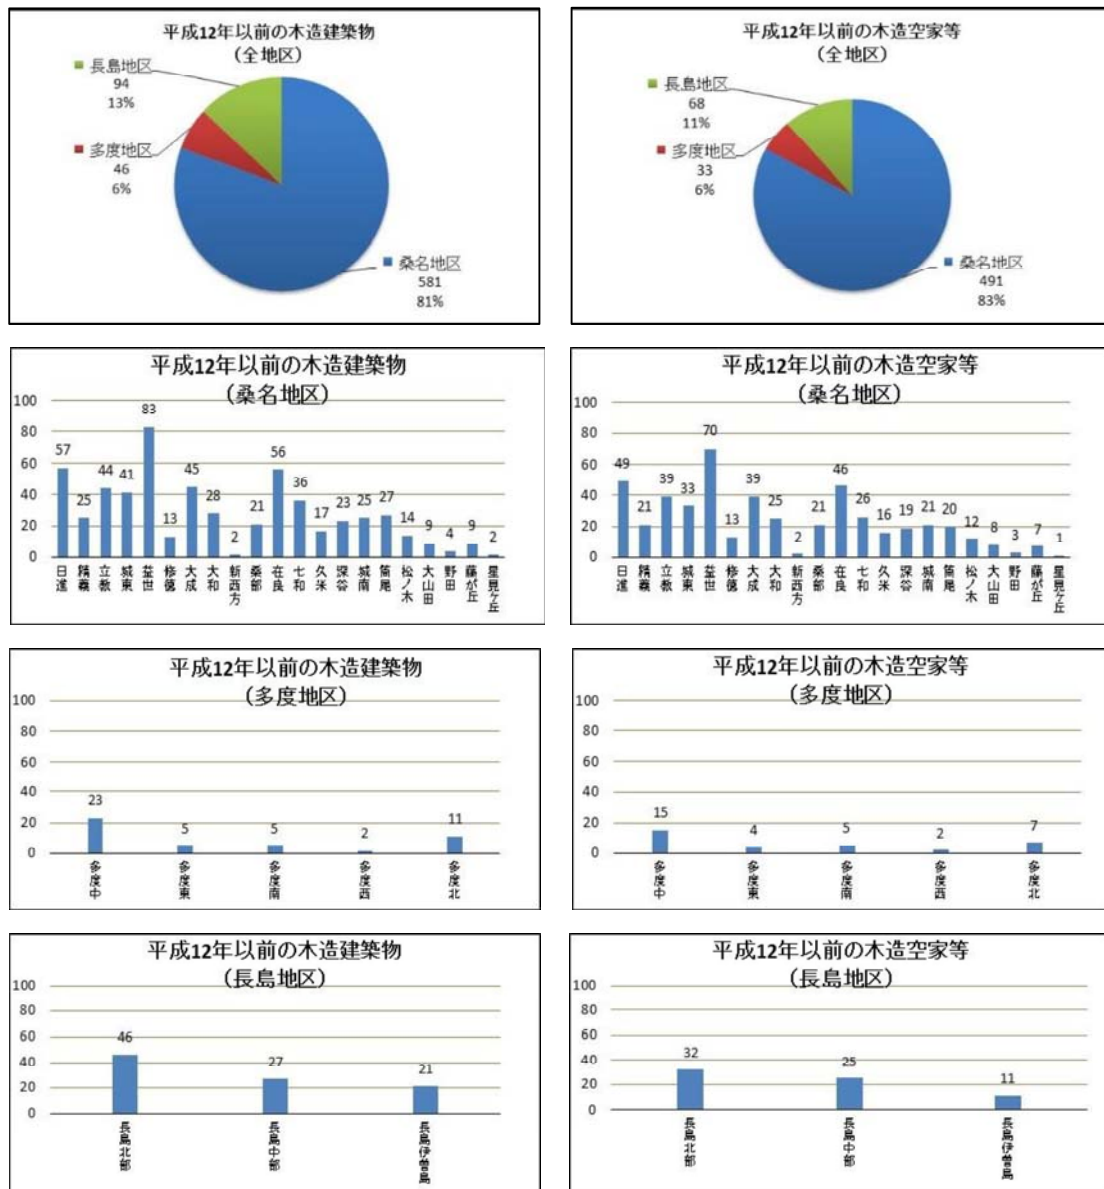 平成12年以前の木造建築物
（全地区）
長島地区
94
13%
多度地区
46
6%
桑名地区
581
81%
平成12年以前の木造空家等
（全地区）
長島地区
68
11%
多度地区
33
6%
桑名地区
491
83%
平成12年以前の木造建築物
（桑名地区）
100
80
60
40
20
0
57
25
44
41
83
13
45
28
2
21
56
36
17
23
25
27
14
9
4
9
2
日進
精義
立教
城東
益世
修徳
大成
大和
新西方
桑部
在良
七和
久米
深谷
城南
筒尾
松ノ木
大山田
野田
藤が丘
星見ヶ丘
平成12年以前の木造空家等
（桑名地区）
100
80
60
40
20
0
49
21
39
33
70
13
39
25
2
21
46
26
16
19
21
20
12
8
3
7
1
日進
精義
立教
城東
益世
修徳
大成
大和
新西方
桑部
在良
七和
久米
深谷
城南
筒尾
松ノ木
大山田
野田
藤が丘
星見ヶ丘
平成12年以前の木造建築物
（多度地区）
100
80
60
40
20
0
23
5
5
2
11
多度中
多度東
多度南
多度西
多度北
平成12年以前の木造空家等
（多度地区）
100
80
60
40
20
0
15
4
5
2
7
多度中
多度東
多度南
多度西
多度北
平成12年以前の木造建築物
（長島地区）
100
80
60
40
20
0
46
27
21
長島北部
長島中部
長島伊曽島
平成12年以前の木造空家等
（長島地区）
100
80
60
40
20
0
32
25
11
長島北部
長島中部
長島伊曽島